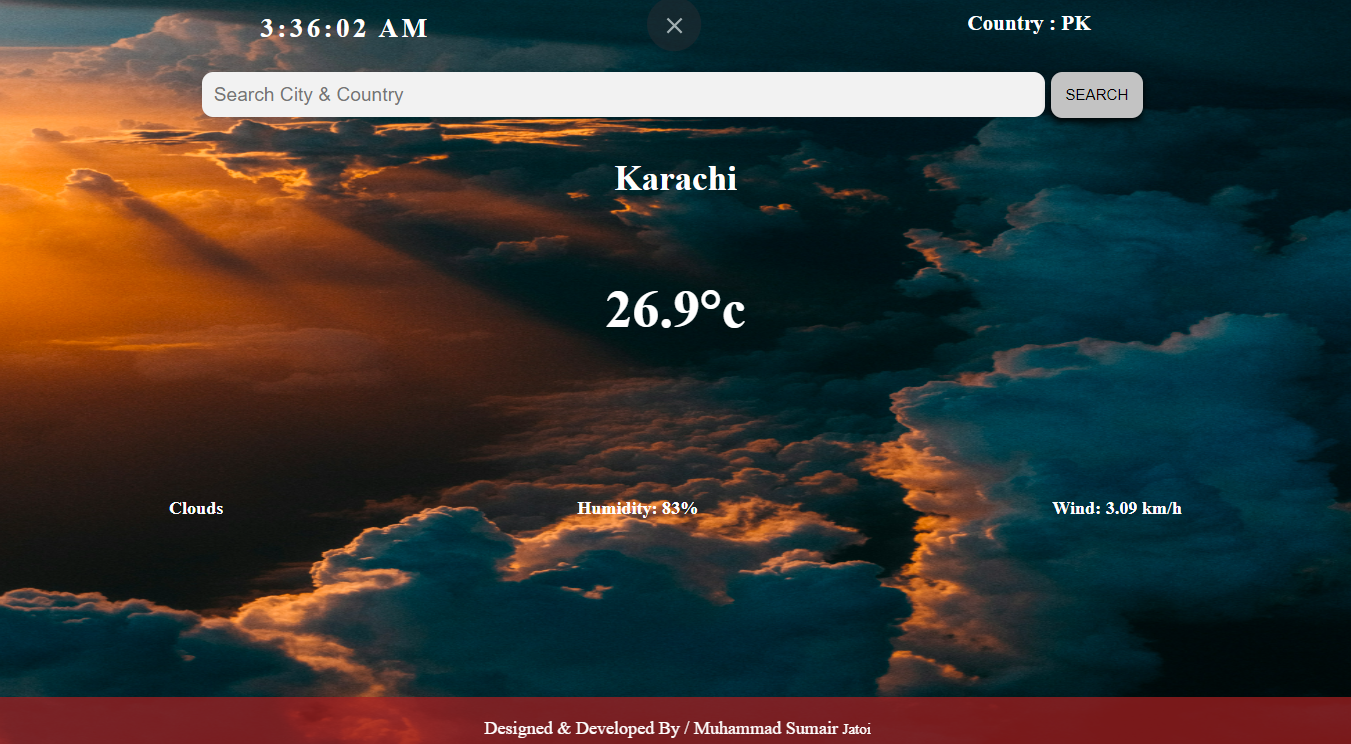 3:36:02 AM
Country : PK
Search City & Country
SEARCH
Karachi
26.9°c
Clouds
Humidity: 83%
Wind: 3.09 km/h
Designed & Developed By / Muhammad Sumair Jatoi